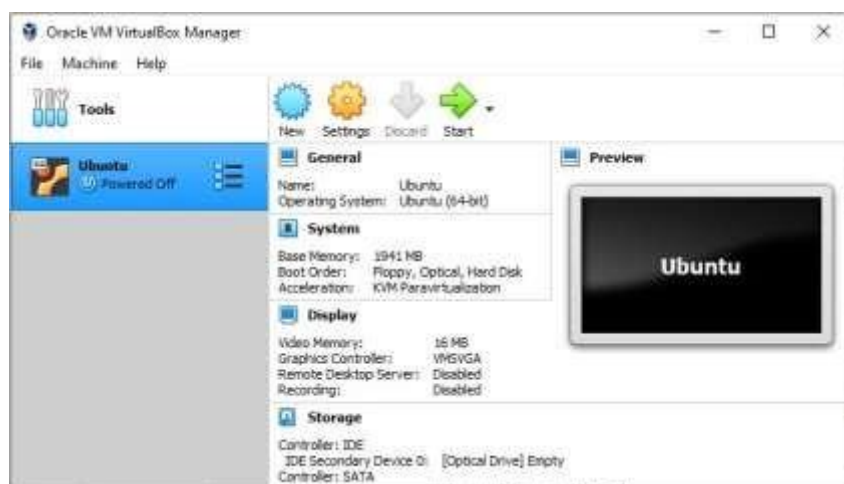 Oracle VM VirtualBox Manager
File Machine Help
Tools
New Settings Discard Start
Ubuntu
Powered Off
General
Name: Ubuntu
Operating System: Ubuntu (64-bit)
System
Base Memory: 1941 MB
Boot Order: Floppy, Optical, Hard Disk
Acceleration: KVM Paravirtualization
Display
Video Memory: 16 MB
Graphics Controller: VMSVGA
Remote Desktop Server: Disabled
Recording: Disabled
Storage
Controller: IDE
IDE Secondary Device 0: [Optical Drive] Empty
Controller: SATA
Preview
Ubuntu